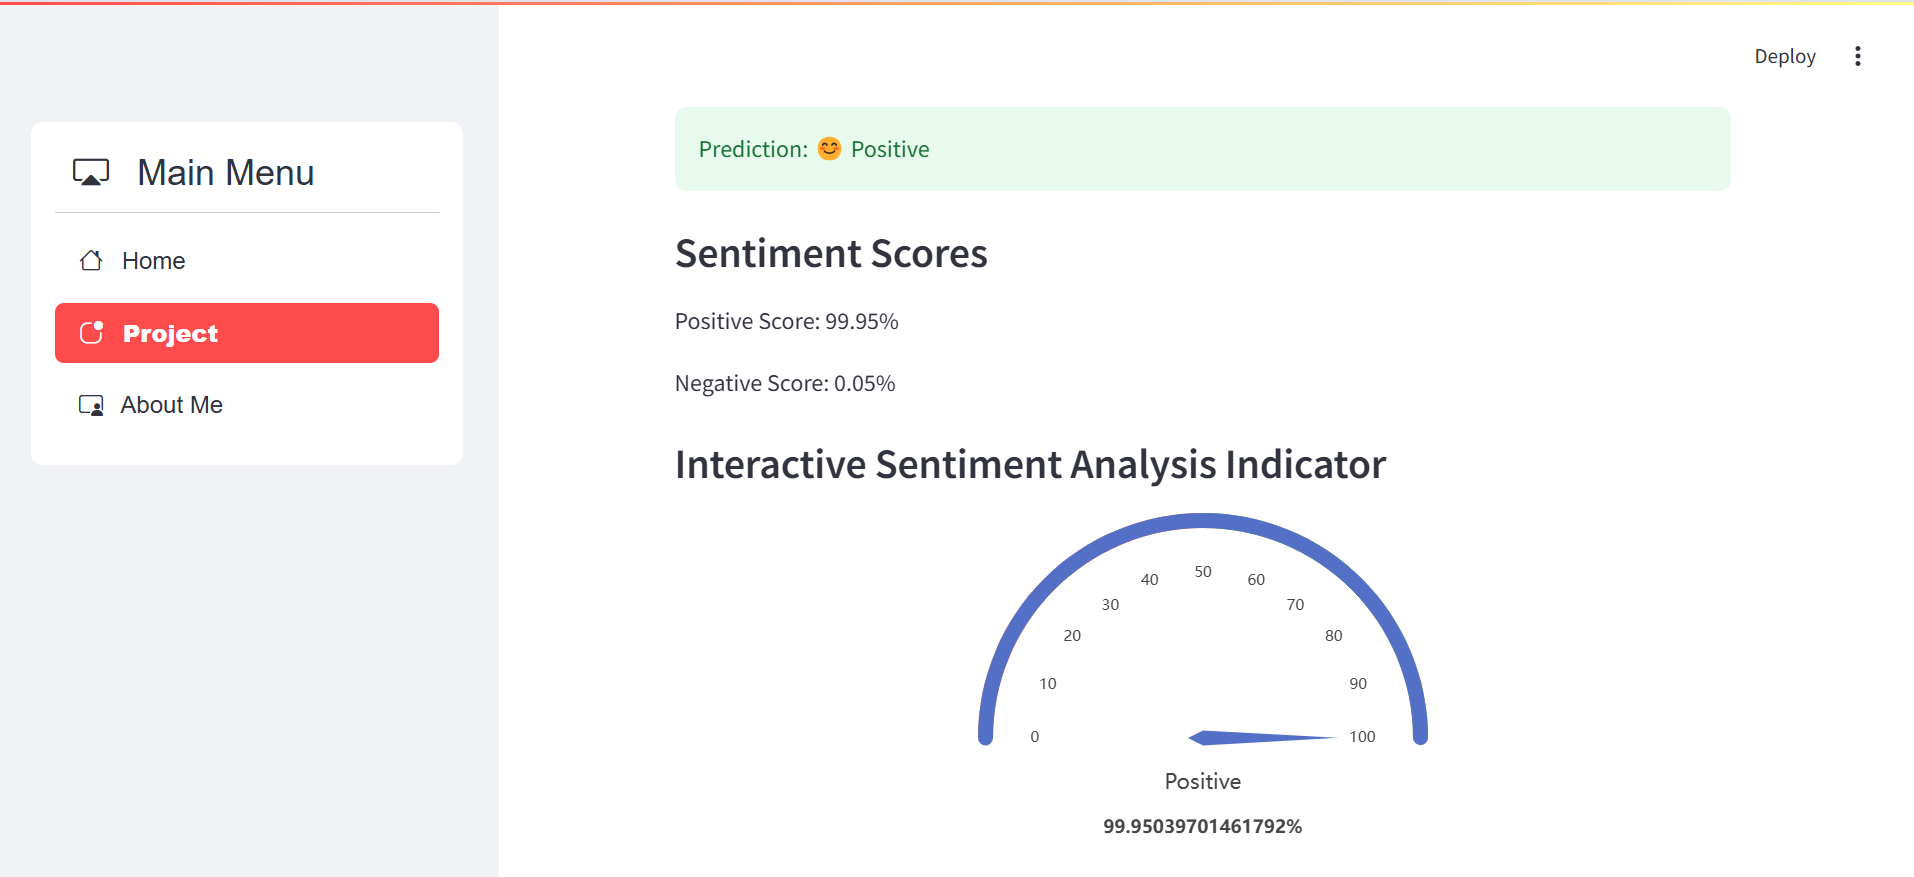 Deploy
Main Menu
Home
Project
About Me
Prediction: 😊 Positive
Sentiment Scores
Positive Score: 99.95%
Negative Score: 0.05%
Interactive Sentiment Analysis Indicator
0
10
20
30
40
50
60
70
80
90
100
Positive
99.95039701461792%